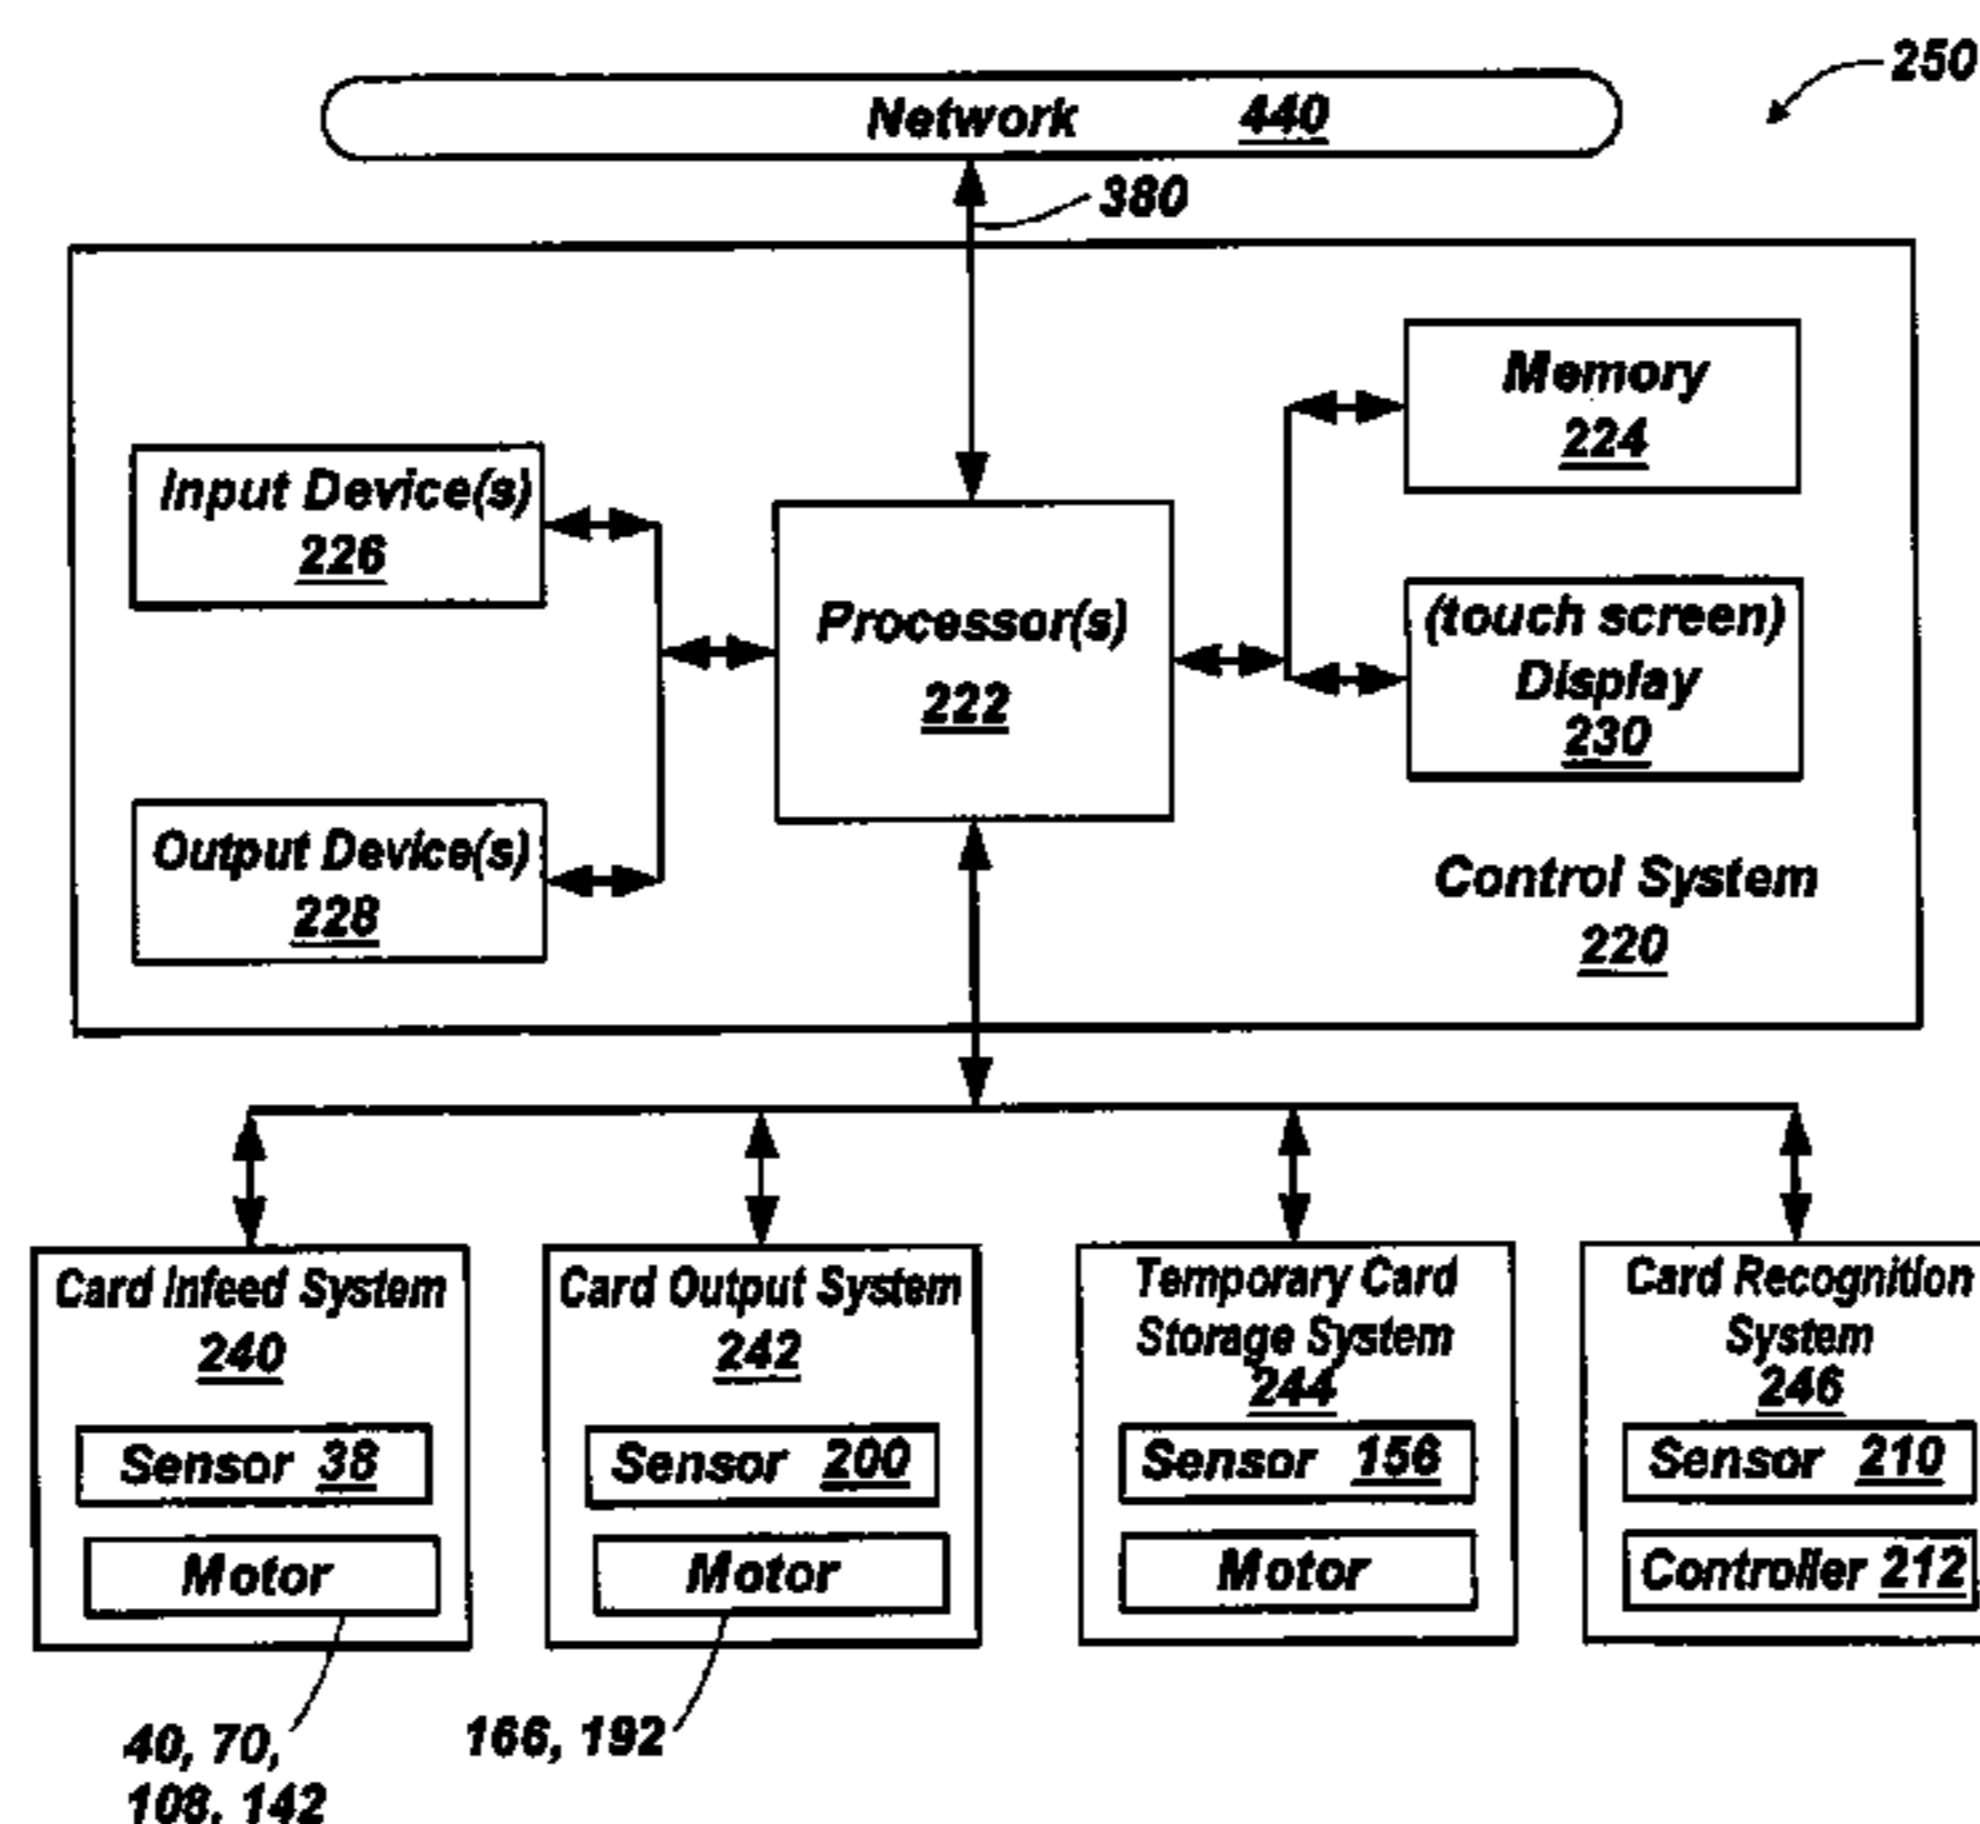 250
Network 440
380
Memory
224
Input Device(s)
226
Processor(s)
222
(touch screen)
Display
230
Output Device(s)
228
Control System
220
Card Infeed System
240
Sensor 38
Motor
40, 70,
108, 142
Card Output System
242
Sensor 200
Motor
166, 192
Temporary Card
Storage System
244
Sensor 156
Motor
Card Recognition
System
246
Sensor 210
Controller 212